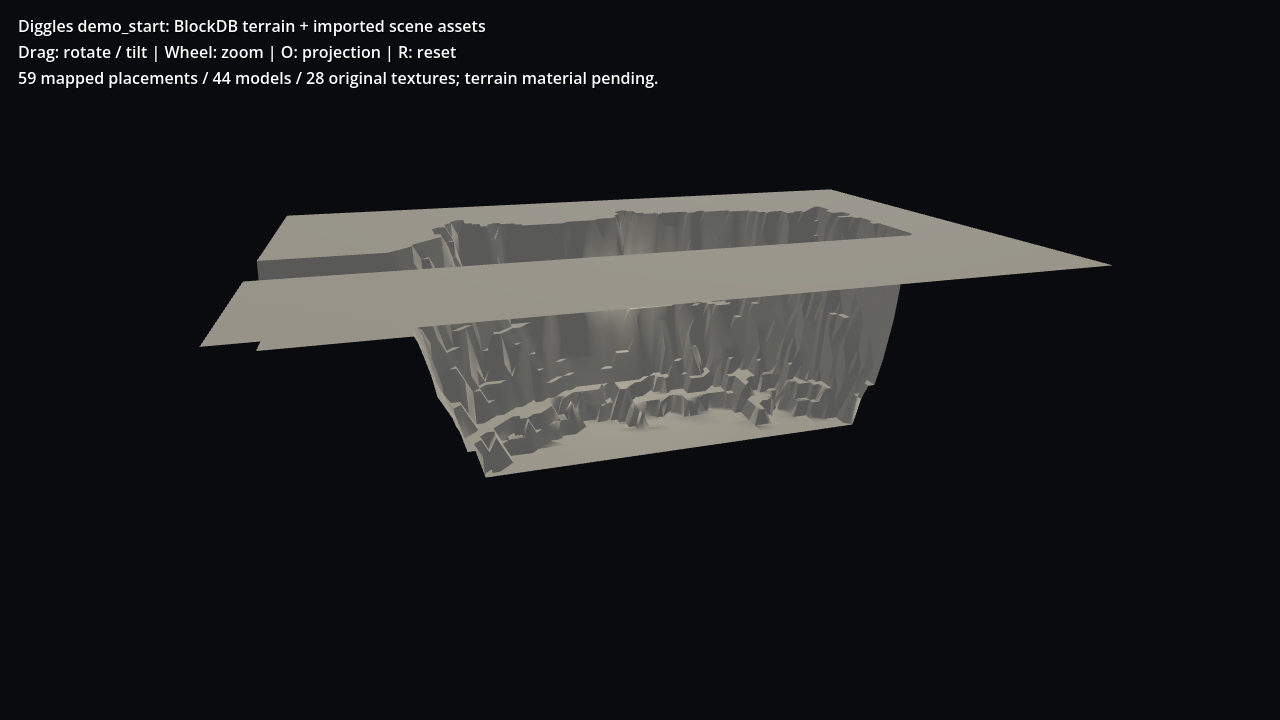 Diggles demo_start: BlockDB terrain + imported scene assets
Drag: rotate / tilt | Wheel: zoom | O: projection | R: reset
59 mapped placements / 44 models / 28 original textures; terrain material pending.